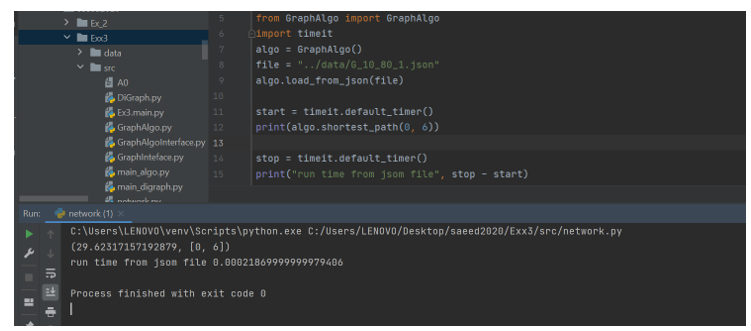 Ex_2
Exx3
data
src
A0
DiGraph.py
Ex3.main.py
GraphAlgo.py
GraphAlgoInterface.py
GraphInteface.py
main_algo.py
main_digraph.py
network.py
5 from GraphAlgo import GraphAlgo
6 import timeit
7 algo = GraphAlgo()
8 file = "../data/G_10_80_1.json"
9 algo.load_from_json(file)
10
11 start = timeit.default_timer()
12 print(algo.shortest_path(0, 6))
13
14 stop = timeit.default_timer()
15 print("run time from jsom file", stop - start)
Run: network (1) ×
C:\Users\LENOVO\venv\Scripts\python.exe C:/Users/LENOVO/Desktop/saeed2020/Exx3/src/network.py
(29.62317157192879, [0, 6])
run time from jsom file 0.00021869999999979406
Process finished with exit code 0